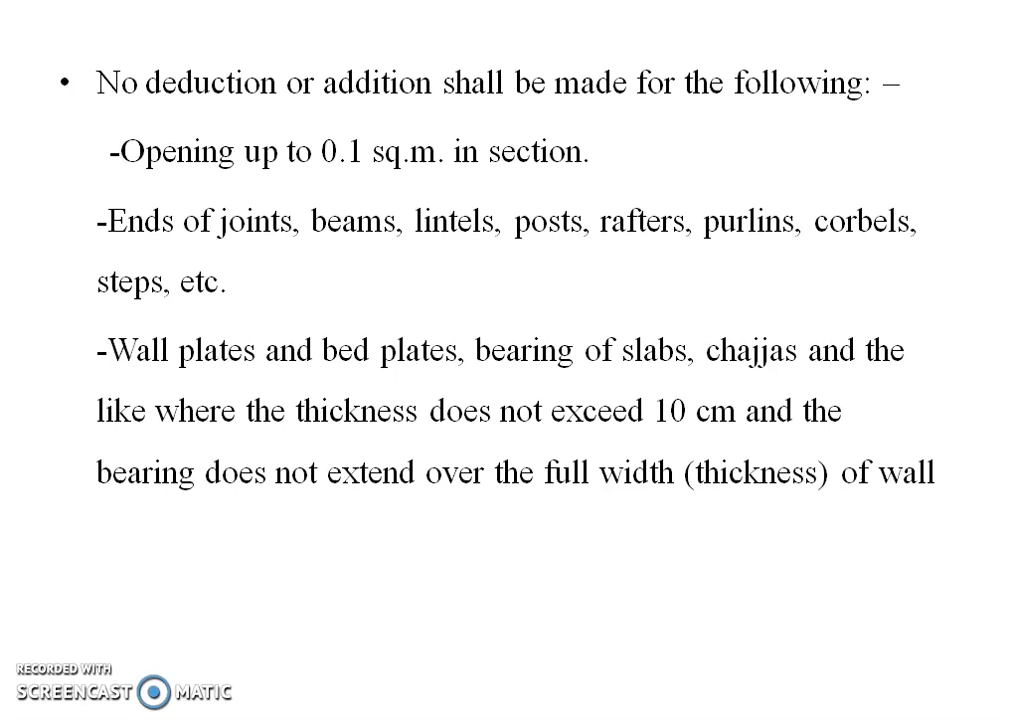 • No deduction or addition shall be made for the following: –
-Opening up to 0.1 sq.m. in section.
-Ends of joints, beams, lintels, posts, rafters, purlins, corbels,
steps, etc.
-Wall plates and bed plates, bearing of slabs, chajjas and the
like where the thickness does not exceed 10 cm and the
bearing does not extend over the full width (thickness) of wall
RECORDED WITH
SCREENCAST MATIC